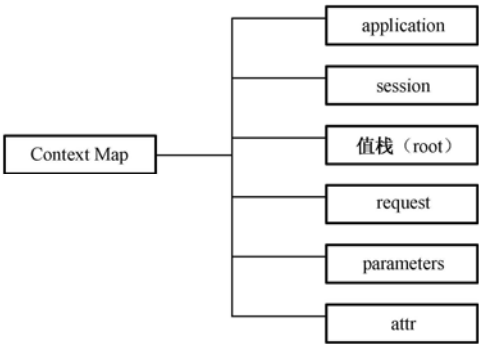 application
session
值栈（root）
Context Map
request
parameters
attr